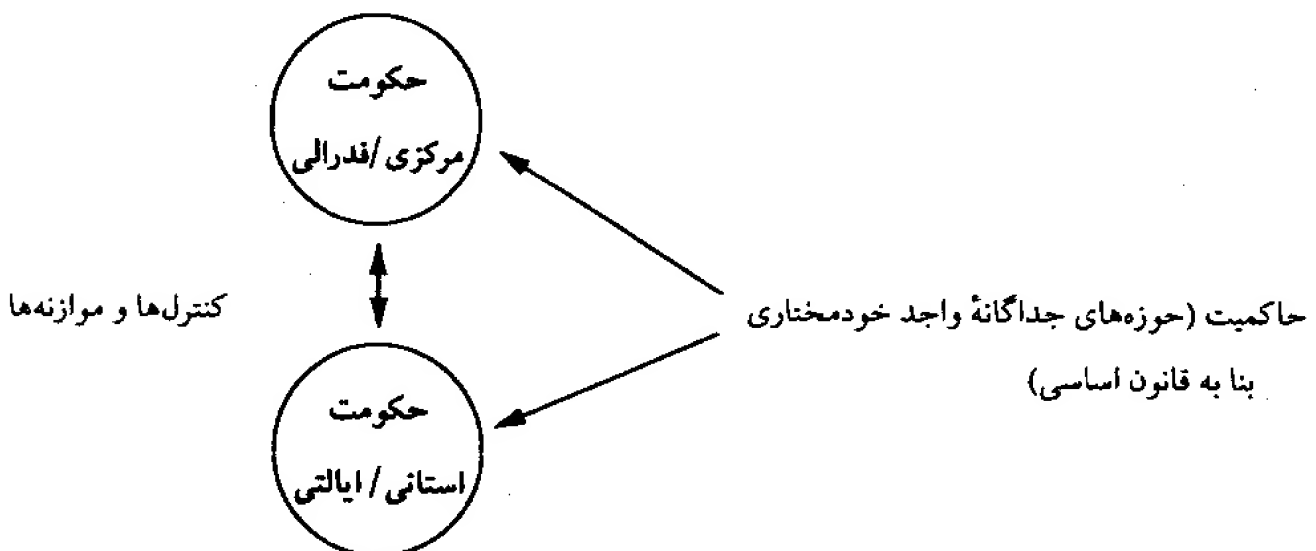 حکومت
مرکزی/فدرالی
حاکمیت (حوزه‌های جداگانهٔ واجد خودمختاری
بنا به قانون اساسی)
کنترل‌ها و موازنه‌ها
حکومت
استانی/ایالتی